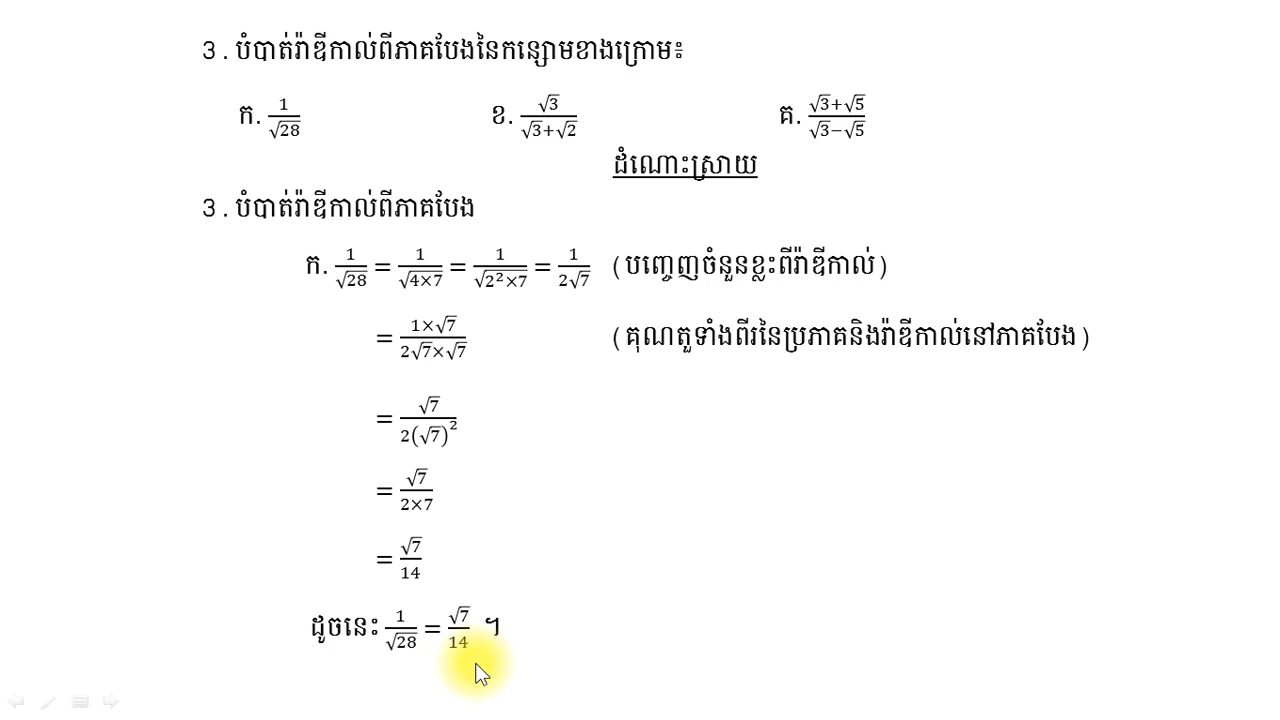 3 . បំបាត់រ៉ាឌីកាល់ពីភាគបែងនៃកន្សោមខាងក្រោម៖
ក. 1/√28 ខ. √3/(√3+√2) គ. (√3+√5)/(√3−√5)
ដំណោះស្រាយ
3 . បំបាត់រ៉ាឌីកាល់ពីភាគបែង
ក. 1/√28 = 1/√(4×7) = 1/√(2²×7) = 1/(2√7) (បញ្ចេញចំនួនខ្លះពីរ៉ាឌីកាល់)
= (1×√7)/(2√7×√7) (គុណតួទាំងពីរនៃប្រភាគនិងរ៉ាឌីកាល់នៅភាគបែង)
= √7/(2(√7)²)
= √7/(2×7)
= √7/14
ដូចនេះ 1/√28 = √7/14 ។